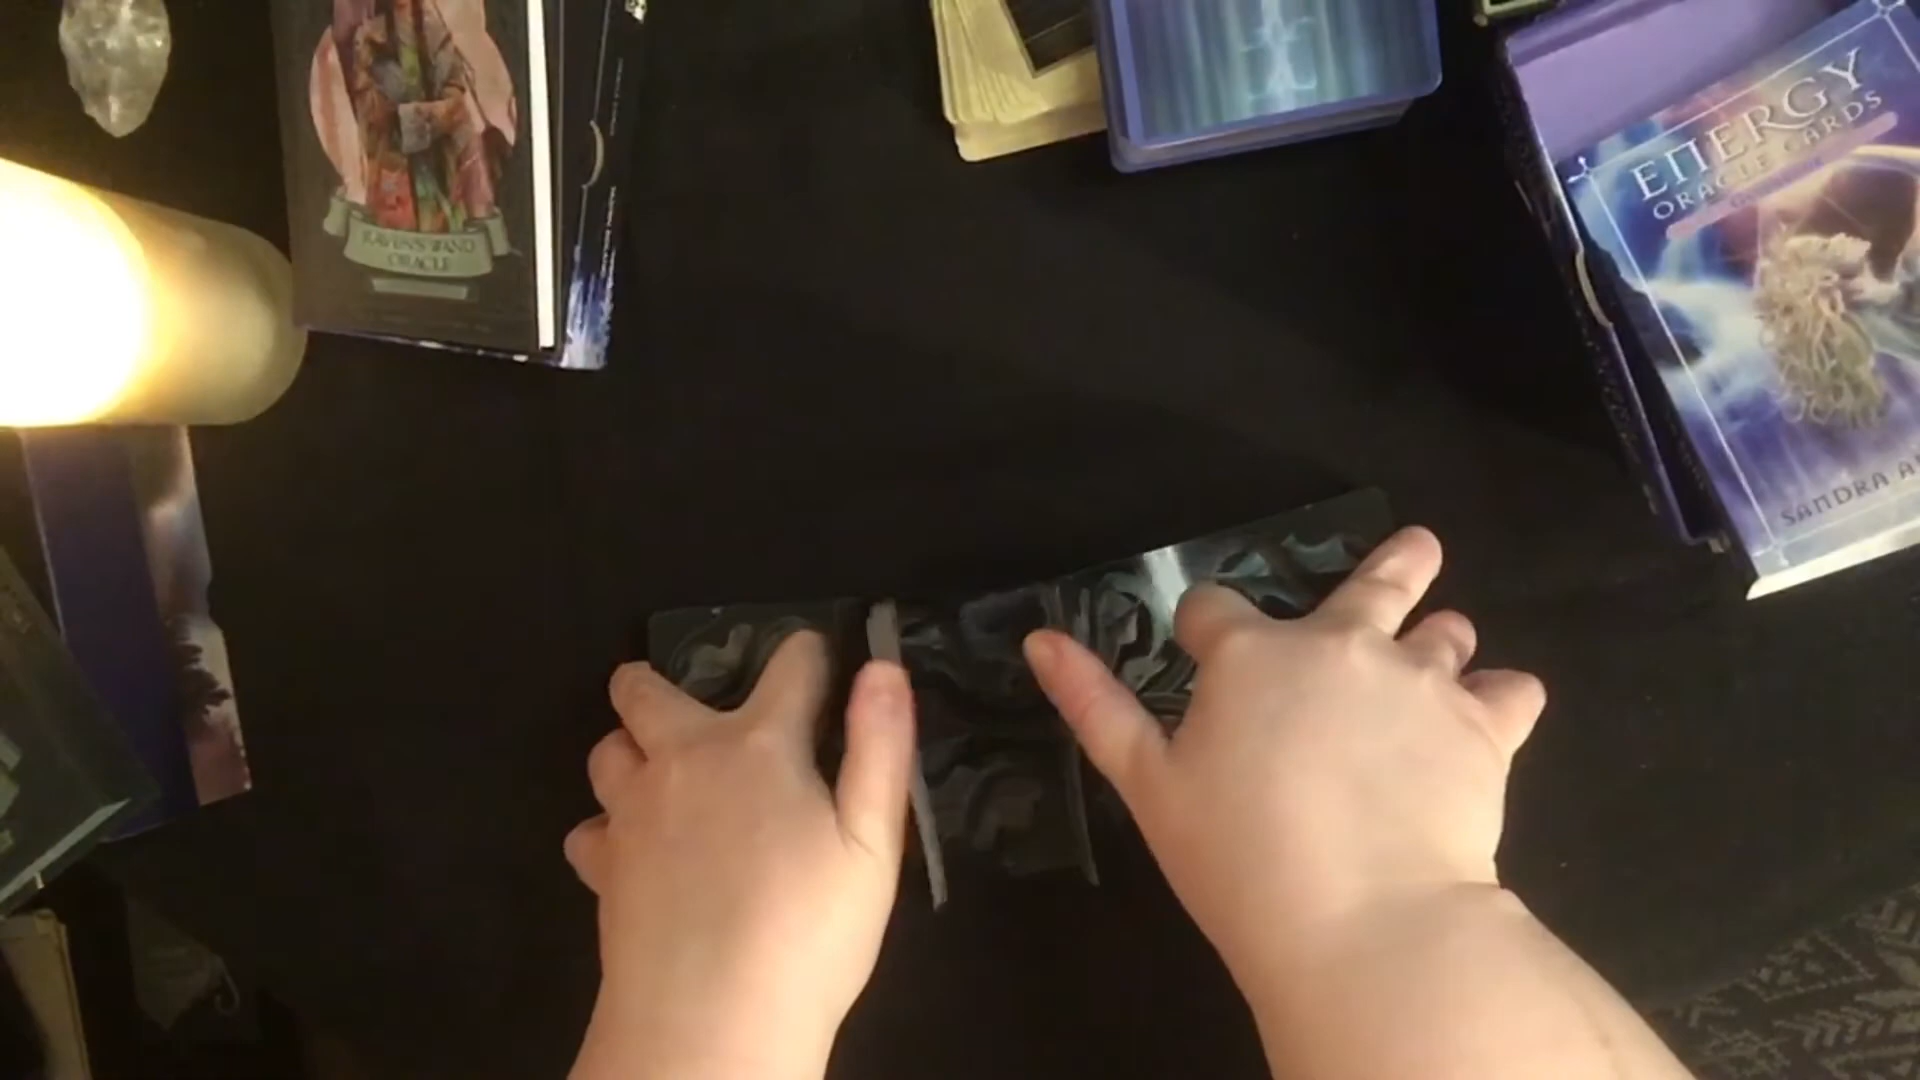 RAVEN'S WAND
ORACLE
ENERGY
ORACLE CARDS
SANDRA